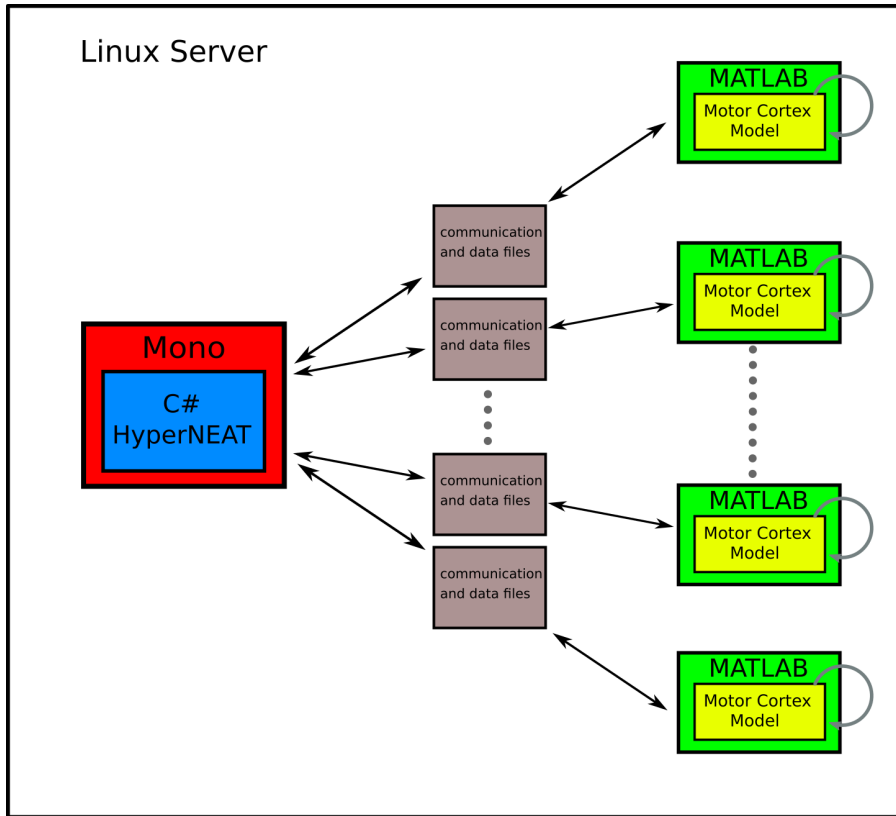 Linux Server
MATLAB
Motor Cortex
Model
communication
and data files
MATLAB
Motor Cortex
Model
communication
and data files
Mono
C#
HyperNEAT
communication
and data files
MATLAB
Motor Cortex
Model
communication
and data files
MATLAB
Motor Cortex
Model